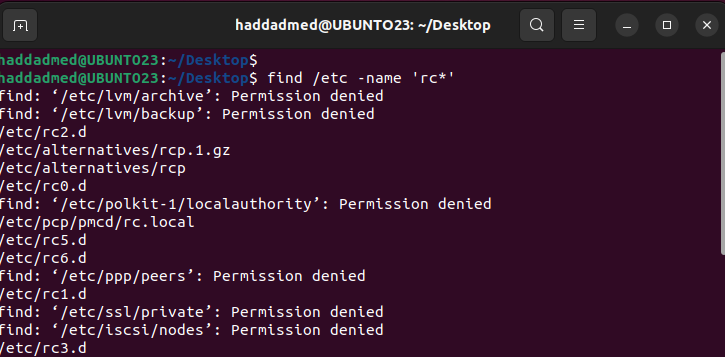 haddadmed@UBUNTO23: ~/Desktop
haddadmed@UBUNTO23:~/Desktop$
haddadmed@UBUNTO23:~/Desktop$ find /etc -name 'rc*'
find: ‘/etc/lvm/archive’: Permission denied
find: ‘/etc/lvm/backup’: Permission denied
/etc/rc2.d
/etc/alternatives/rcp.1.gz
/etc/alternatives/rcp
/etc/rc0.d
find: ‘/etc/polkit-1/localauthority’: Permission denied
/etc/pcp/pmcd/rc.local
/etc/rc5.d
/etc/rc6.d
find: ‘/etc/ppp/peers’: Permission denied
/etc/rc1.d
find: ‘/etc/ssl/private’: Permission denied
find: ‘/etc/iscsi/nodes’: Permission denied
/etc/rc3.d